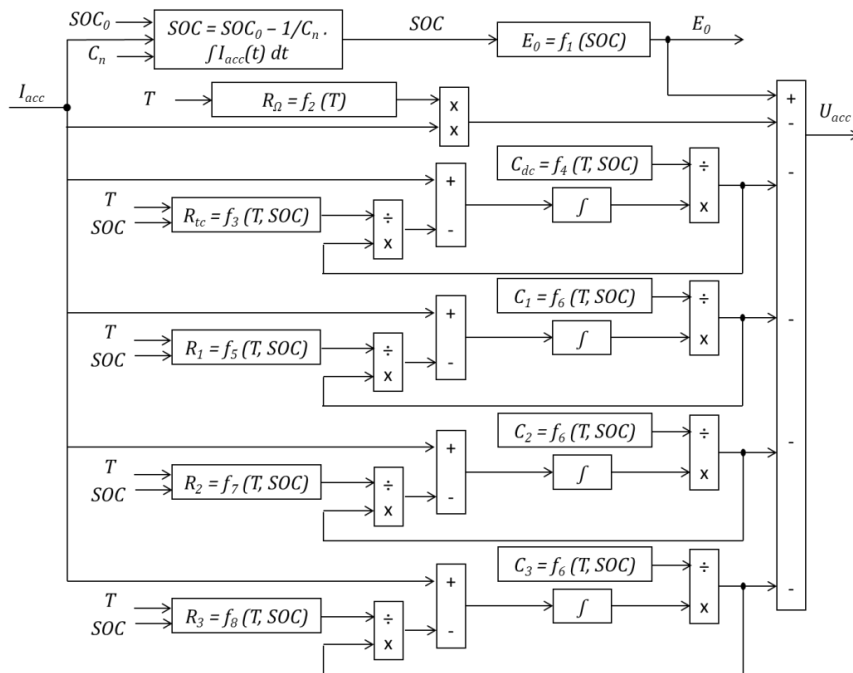 SOC₀
C_n
SOC = SOC₀ – 1/C_n .
∫I_acc(t) dt
SOC
E₀ = f₁ (SOC)
E₀
I_acc
T
R_Ω = f₂ (T)
x
x
+
-
-
-
-
-
-
U_acc
T
SOC
R_tc = f₃ (T, SOC)
÷
x
+
-
C_dc = f₄ (T, SOC)
∫
÷
x
T
SOC
R₁ = f₅ (T, SOC)
÷
x
+
-
C₁ = f₆ (T, SOC)
∫
÷
x
T
SOC
R₂ = f₇ (T, SOC)
÷
x
+
-
C₂ = f₆ (T, SOC)
∫
÷
x
T
SOC
R₃ = f₈ (T, SOC)
÷
x
+
-
C₃ = f₆ (T, SOC)
∫
÷
x